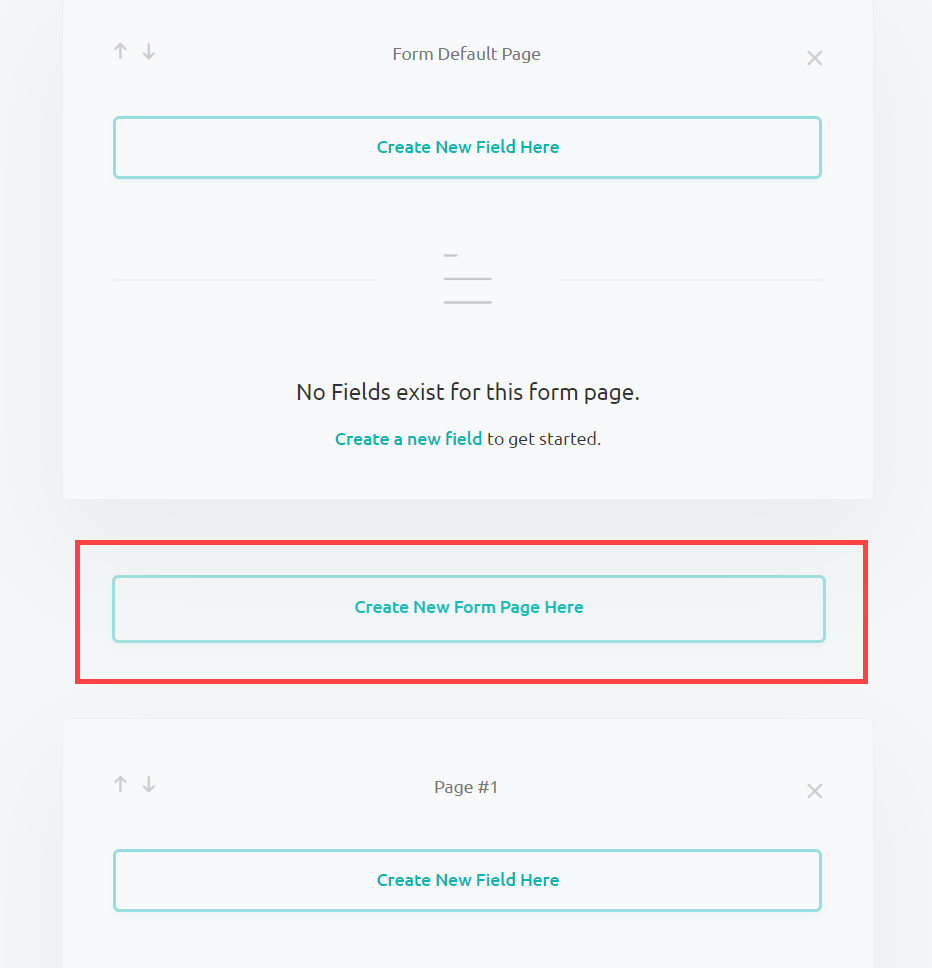 Form Default Page
Create New Field Here
No Fields exist for this form page.
Create a new field to get started.
Create New Form Page Here
Page #1
Create New Field Here